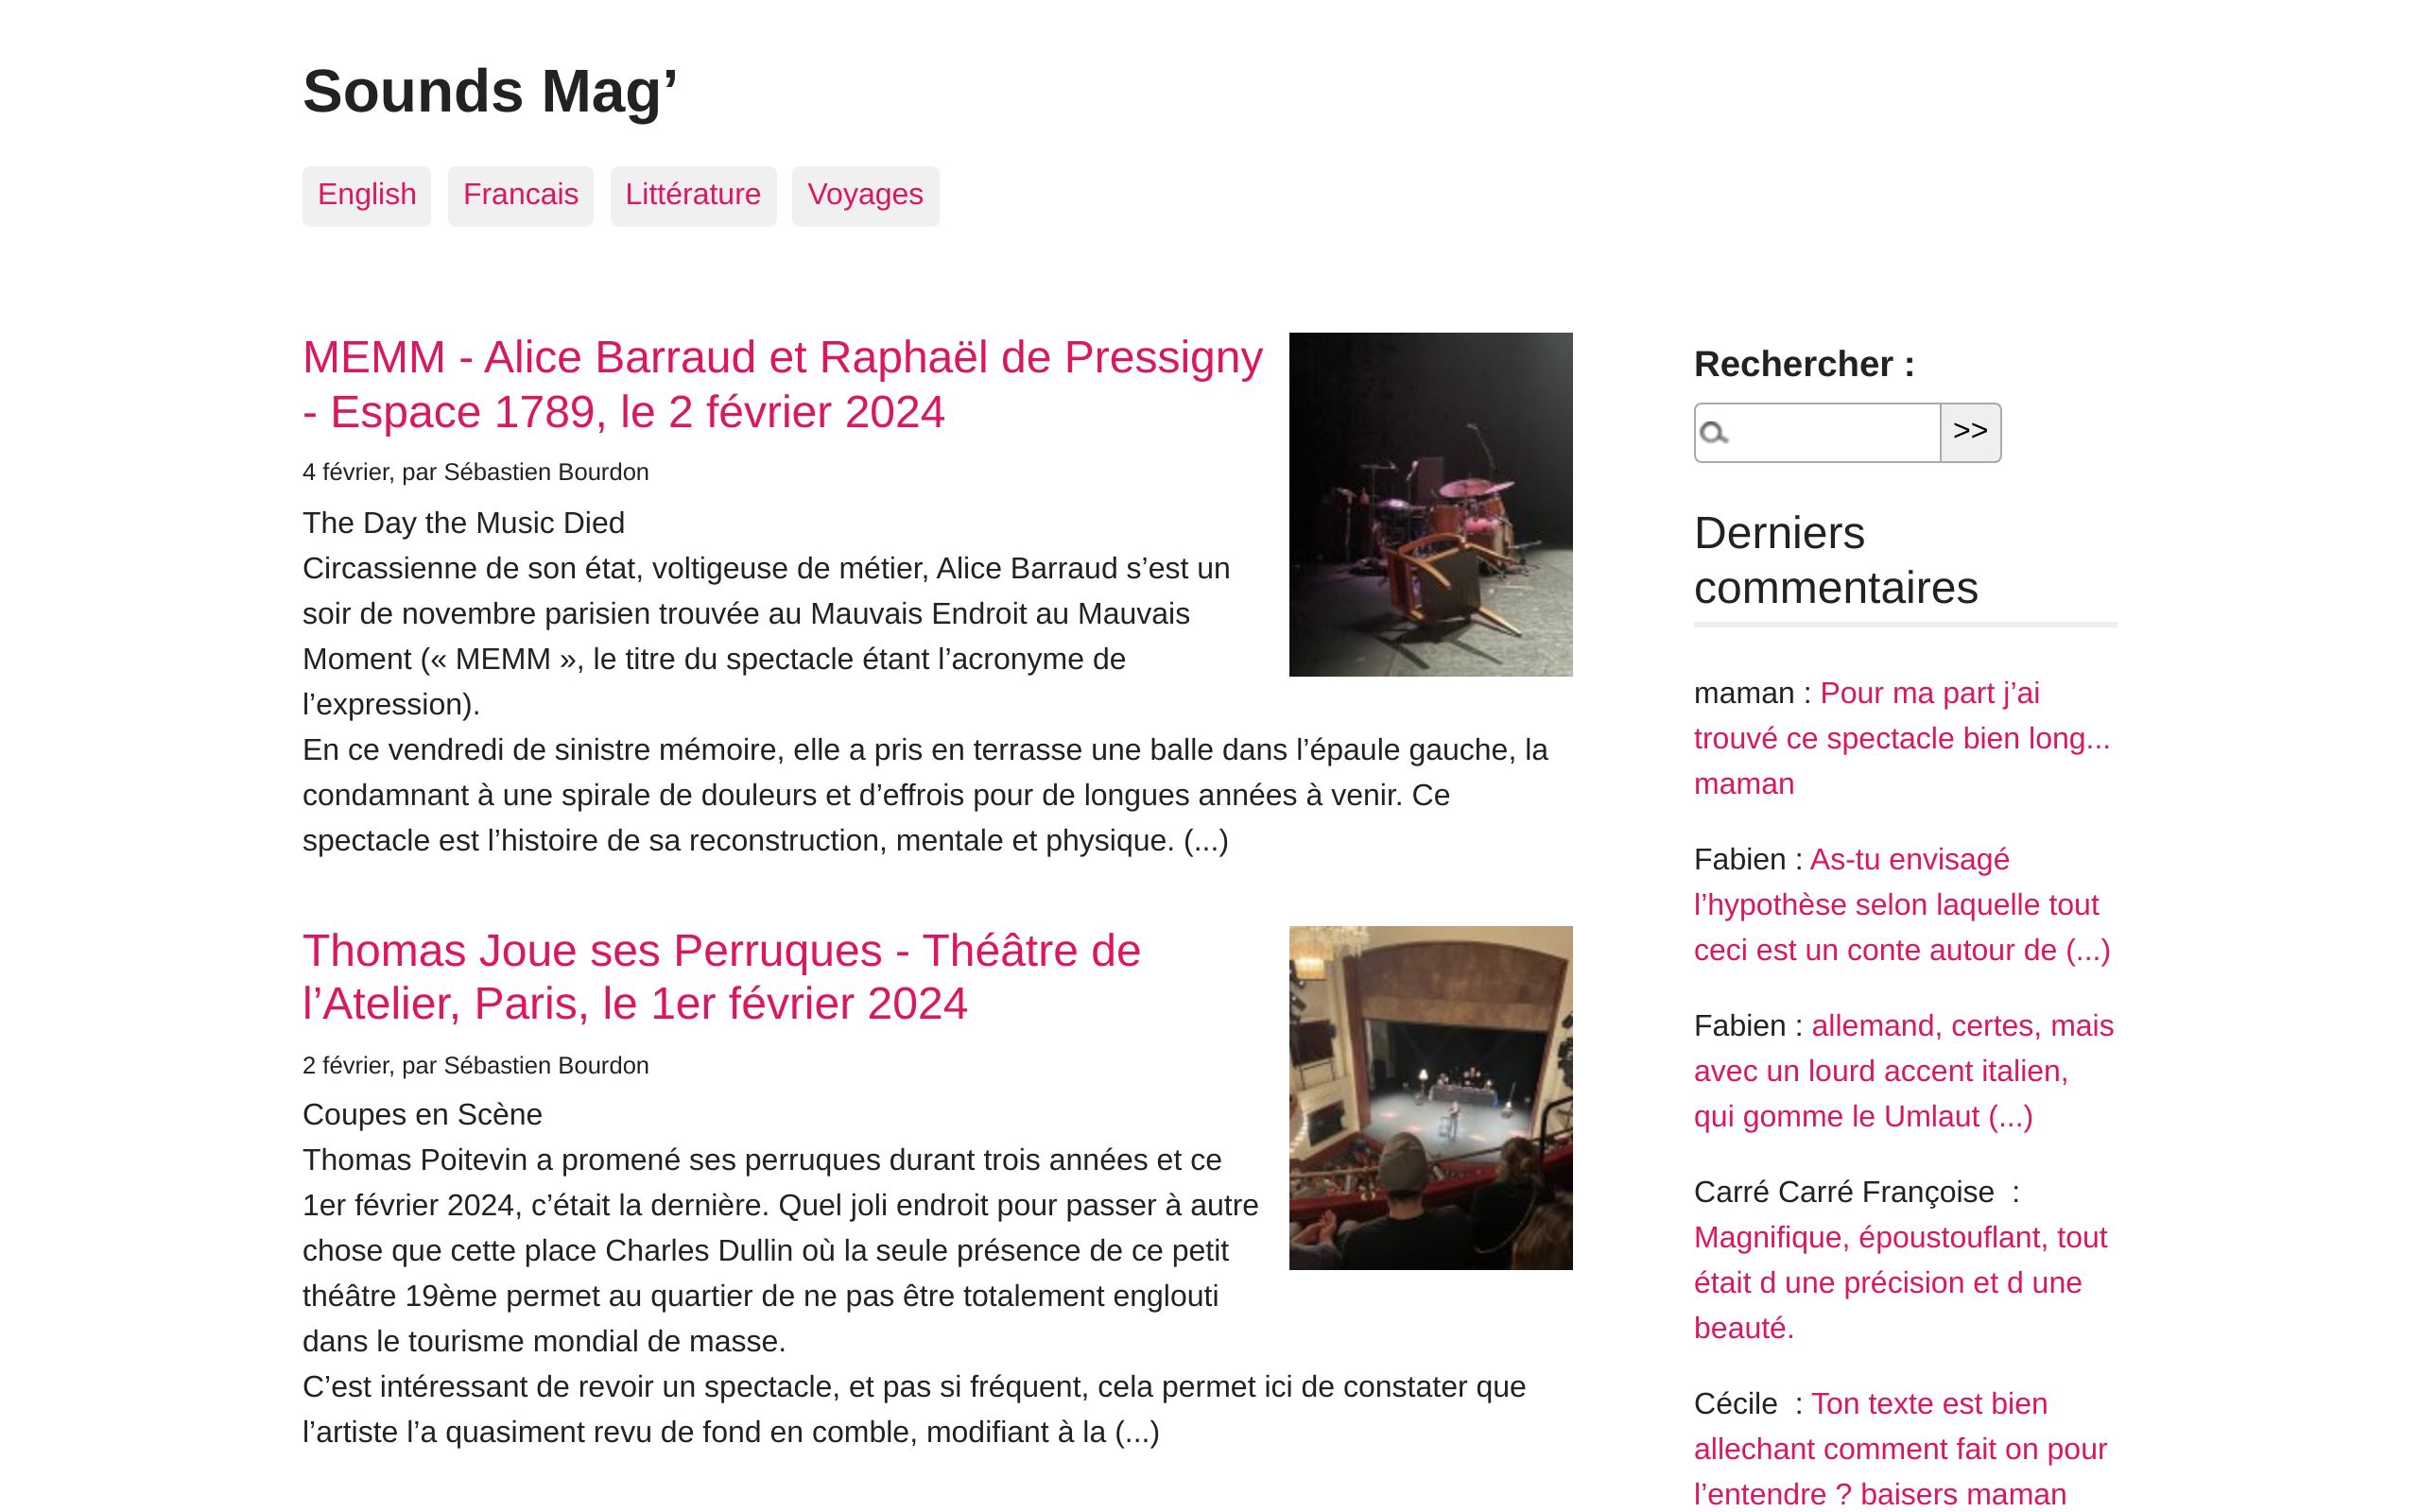 Sounds Mag’
English Francais Littérature Voyages
MEMM - Alice Barraud et Raphaël de Pressigny
- Espace 1789, le 2 février 2024
4 février, par Sébastien Bourdon
The Day the Music Died
Circassienne de son état, voltigeuse de métier, Alice Barraud s’est un
soir de novembre parisien trouvée au Mauvais Endroit au Mauvais
Moment (« MEMM », le titre du spectacle étant l’acronyme de
l’expression).
En ce vendredi de sinistre mémoire, elle a pris en terrasse une balle dans l’épaule gauche, la
condamnant à une spirale de douleurs et d’effrois pour de longues années à venir. Ce
spectacle est l’histoire de sa reconstruction, mentale et physique. (...)
Thomas Joue ses Perruques - Théâtre de
l’Atelier, Paris, le 1er février 2024
2 février, par Sébastien Bourdon
Coupes en Scène
Thomas Poitevin a promené ses perruques durant trois années et ce
1er février 2024, c’était la dernière. Quel joli endroit pour passer à autre
chose que cette place Charles Dullin où la seule présence de ce petit
théâtre 19ème permet au quartier de ne pas être totalement englouti
dans le tourisme mondial de masse.
C’est intéressant de revoir un spectacle, et pas si fréquent, cela permet ici de constater que
l’artiste l’a quasiment revu de fond en comble, modifiant à la (...)
Rechercher :
>>
Derniers
commentaires
maman : Pour ma part j’ai
trouvé ce spectacle bien long...
maman
Fabien : As-tu envisagé
l’hypothèse selon laquelle tout
ceci est un conte autour de (...)
Fabien : allemand, certes, mais
avec un lourd accent italien,
qui gomme le Umlaut (...)
Carré Carré Françoise  :
Magnifique, époustouflant, tout
était d une précision et d une
beauté.
Cécile  : Ton texte est bien
allechant comment fait on pour
l’entendre ? baisers maman